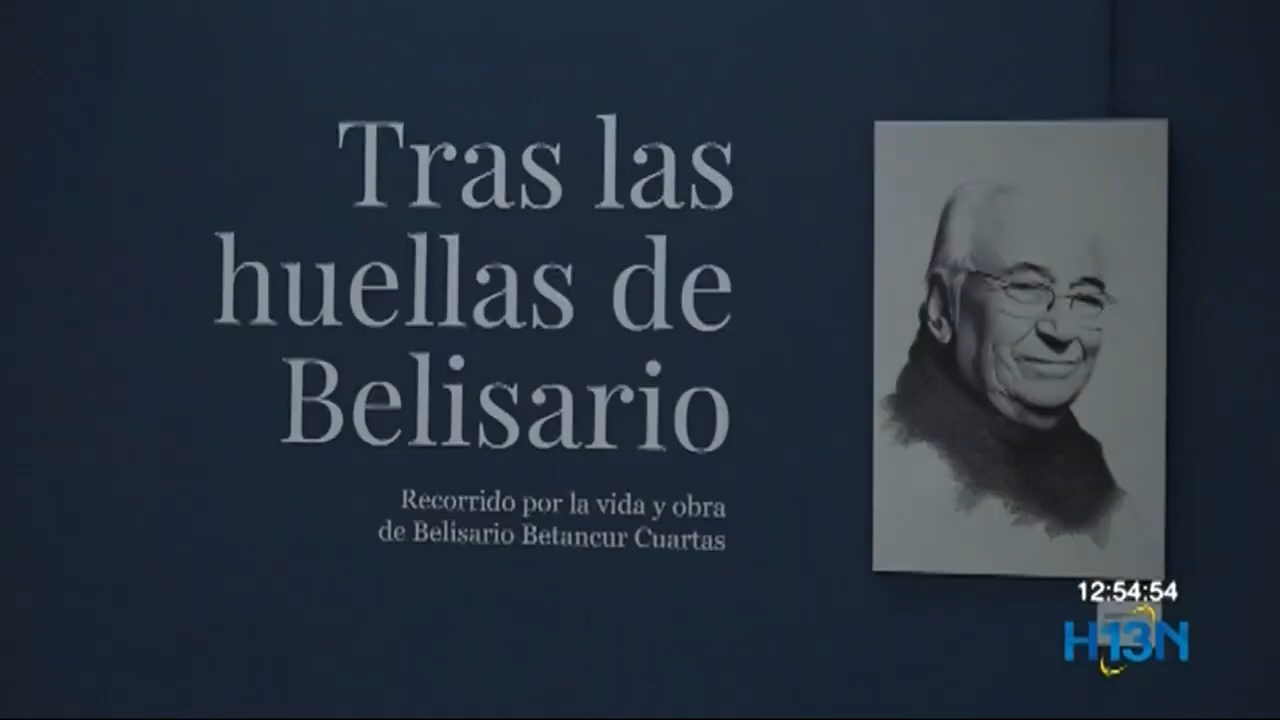 Tras las
huellas de
Belisario
Recorrido por la vida y obra
de Belisario Betancur Cuartas
12:54:54
H13N